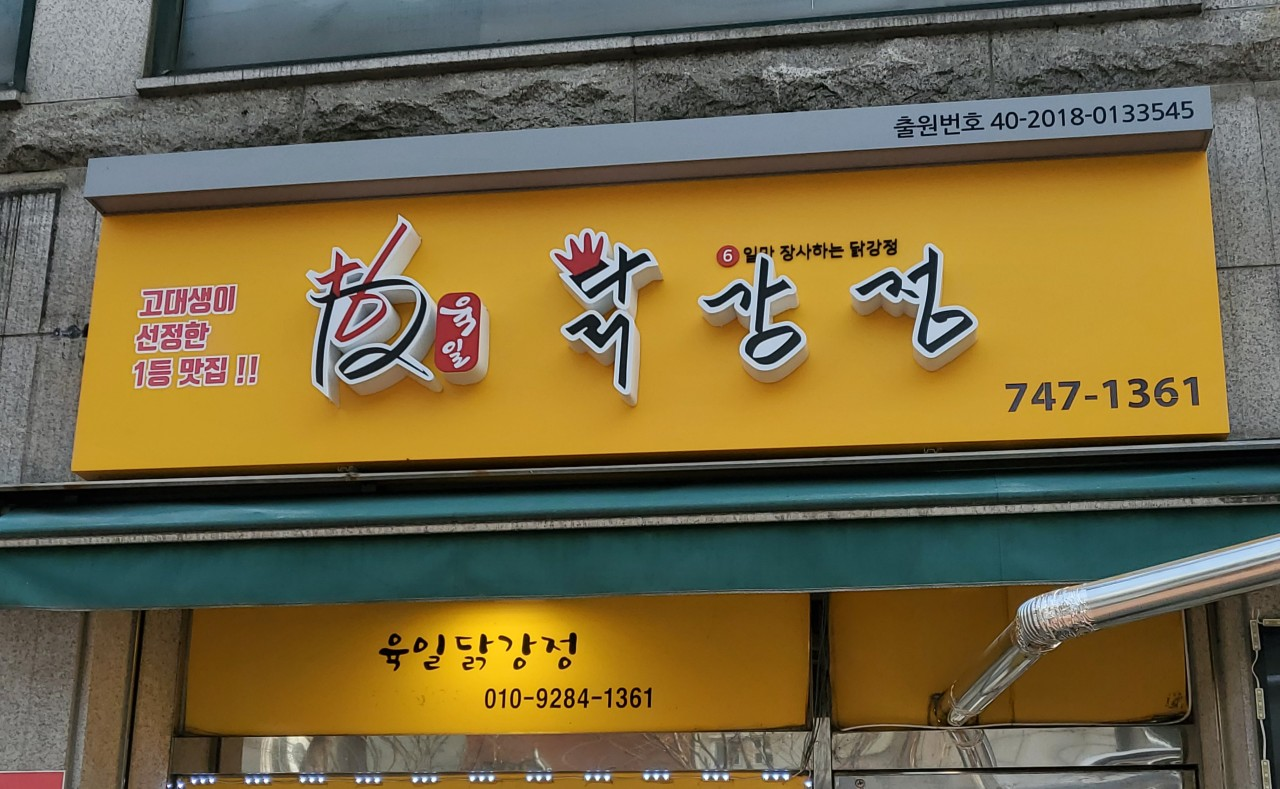 출원번호 40-2018-0133545
고대생이
선정한
1등 맛집 !!
육일
6 일만 장사하는 닭강정
닭강정
747-1361
육일닭강정
010-9284-1361